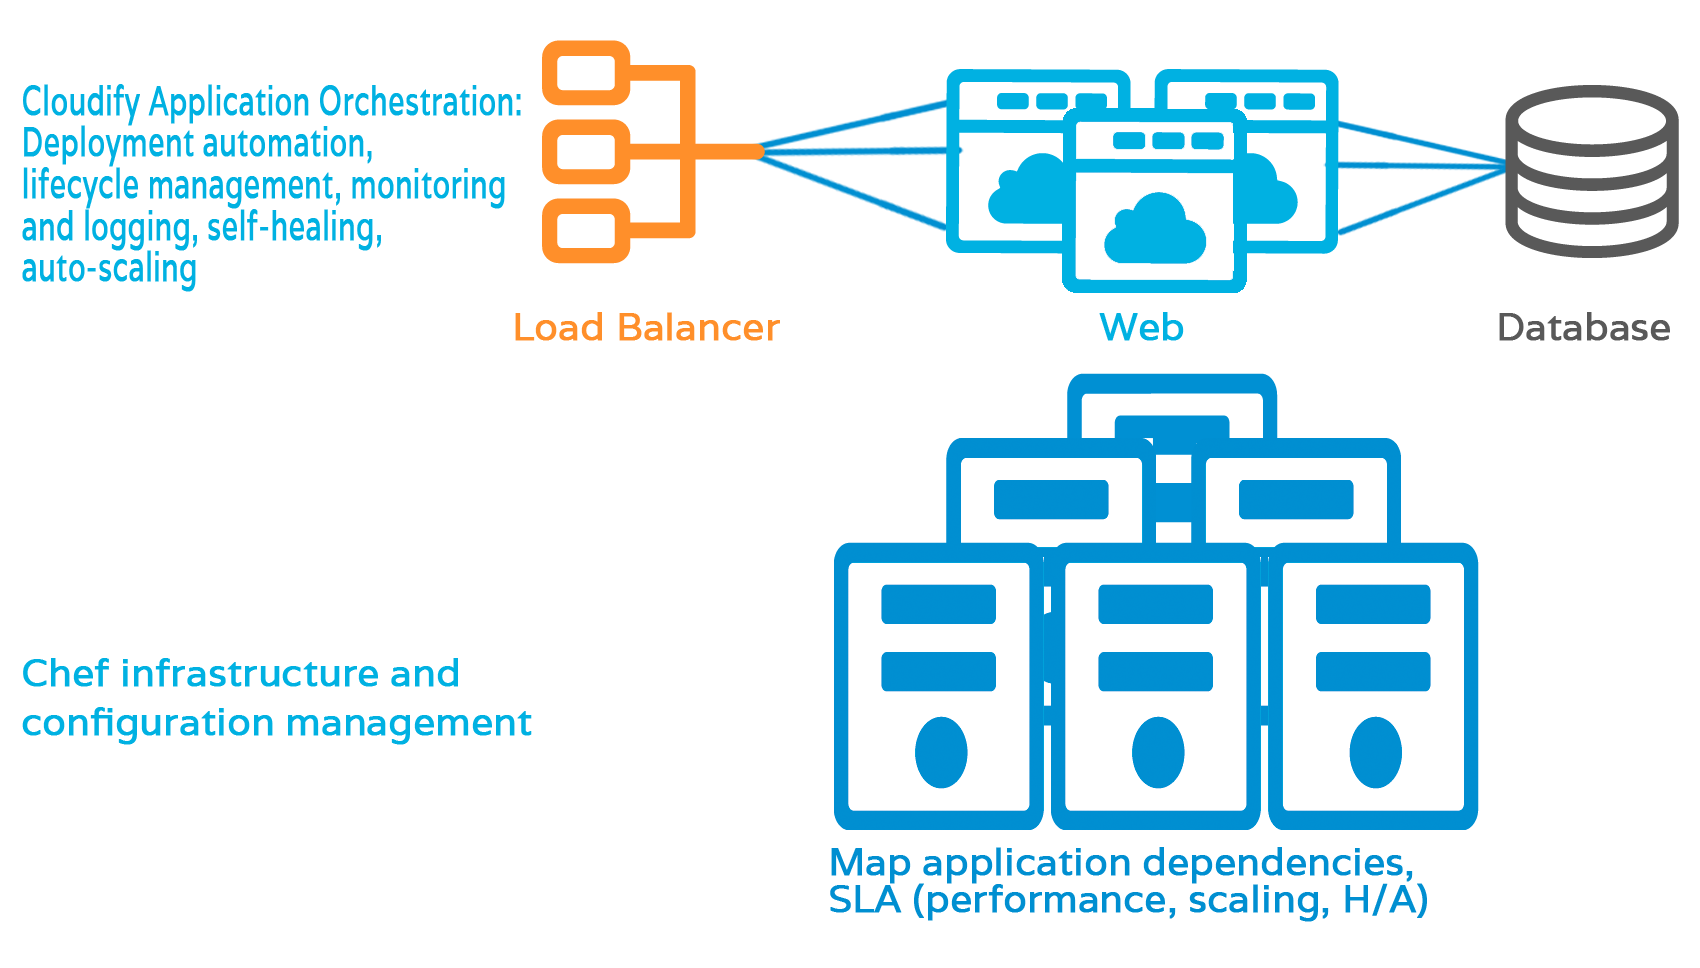 Cloudify Application Orchestration:
Deployment automation,
lifecycle management, monitoring
and logging, self-healing,
auto-scaling
Load Balancer
Web
Database
Chef infrastructure and
configuration management
Map application dependencies,
SLA (performance, scaling, H/A)